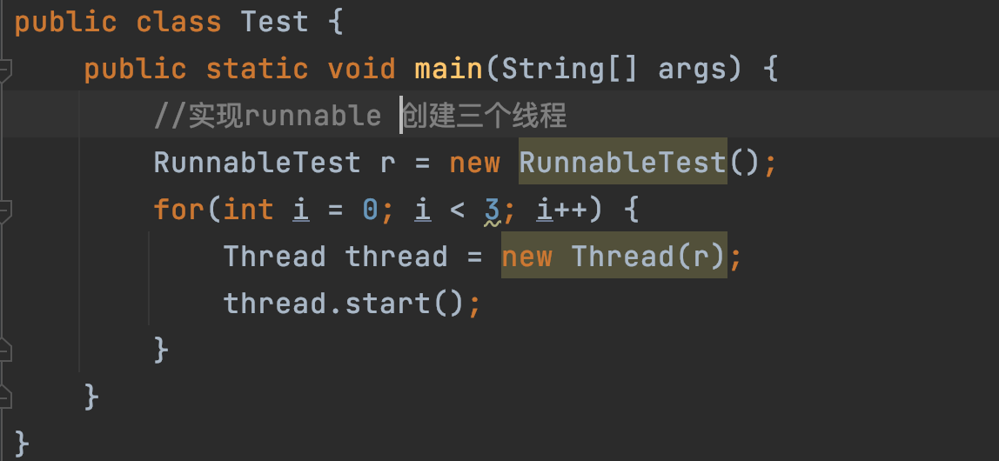 public class Test {
    public static void main(String[] args) {
        //实现runnable 创建三个线程
        RunnableTest r = new RunnableTest();
        for(int i = 0; i < 3; i++) {
            Thread thread = new Thread(r);
            thread.start();
        }
    }
}